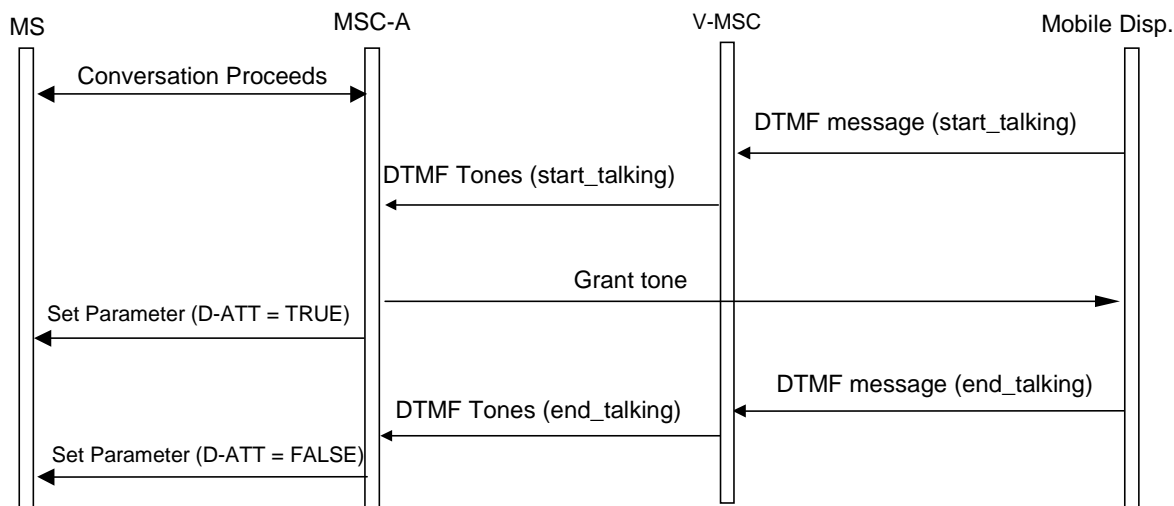 MS
MSC-A
V-MSC
Mobile Disp.
Conversation Proceeds
DTMF message (start_talking)
DTMF Tones (start_talking)
Grant tone
Set Parameter (D-ATT = TRUE)
DTMF message (end_talking)
DTMF Tones (end_talking)
Set Parameter (D-ATT = FALSE)